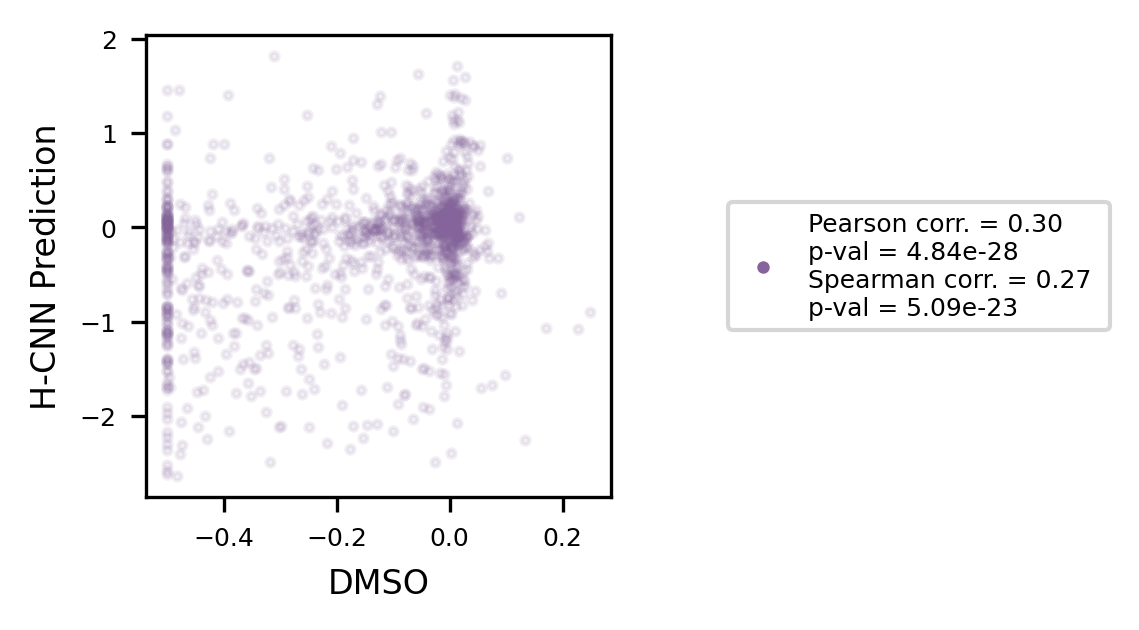 2
1
0
−1
−2
H-CNN Prediction
−0.4
−0.2
0.0
0.2
DMSO
Pearson corr. = 0.30
p-val = 4.84e-28
Spearman corr. = 0.27
p-val = 5.09e-23